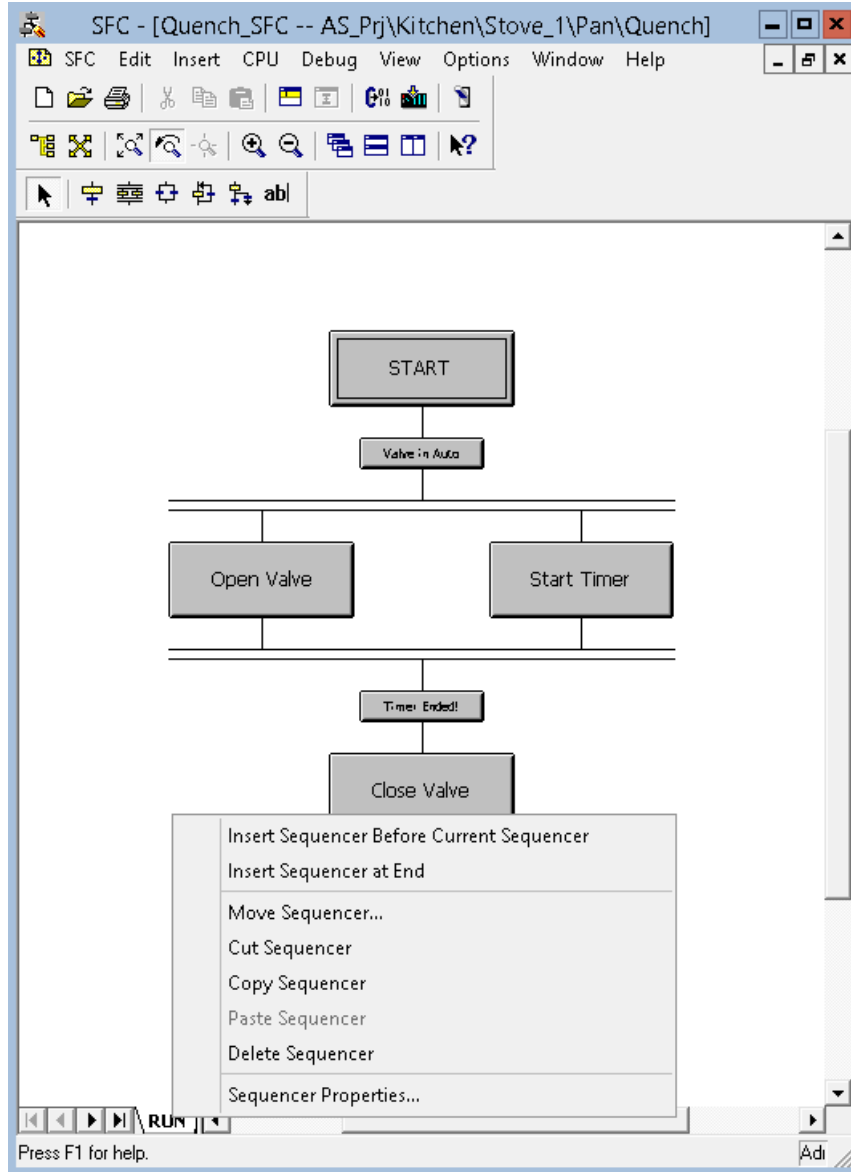 SFC - [Quench_SFC -- AS_Prj\Kitchen\Stove_1\Pan\Quench]
SFC Edit Insert CPU Debug View Options Window Help
ab
START
Valve in Auto
Open Valve
Start Timer
Timer Ended!
Close Valve
Insert Sequencer Before Current Sequencer
Insert Sequencer at End
Move Sequencer...
Cut Sequencer
Copy Sequencer
Paste Sequencer
Delete Sequencer
Sequencer Properties...
RUN
Press F1 for help.
Adi